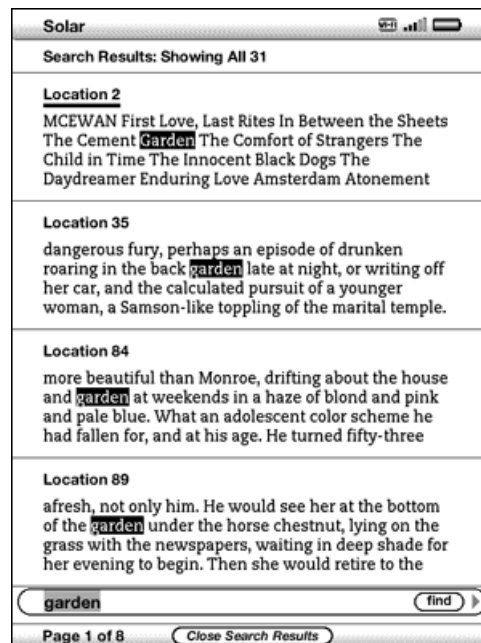 Solar
Search Results: Showing All 31
Location 2
MCEWAN First Love, Last Rites In Between the Sheets
The Cement Garden The Comfort of Strangers The
Child in Time The Innocent Black Dogs The
Daydreamer Enduring Love Amsterdam Atonement
Location 35
dangerous fury, perhaps an episode of drunken
roaring in the back garden late at night, or writing off
her car, and the calculated pursuit of a younger
woman, a Samson-like toppling of the marital temple.
Location 84
more beautiful than Monroe, drifting about the house
and garden at weekends in a haze of blond and pink
and pale blue. What an adolescent color scheme he
had fallen for, and at his age. He turned fifty-three
Location 89
afresh, not only him. He would see her at the bottom
of the garden under the horse chestnut, lying on the
grass with the newspapers, waiting in deep shade for
her evening to begin. Then she would retire to the
garden find
Page 1 of 8 Close Search Results